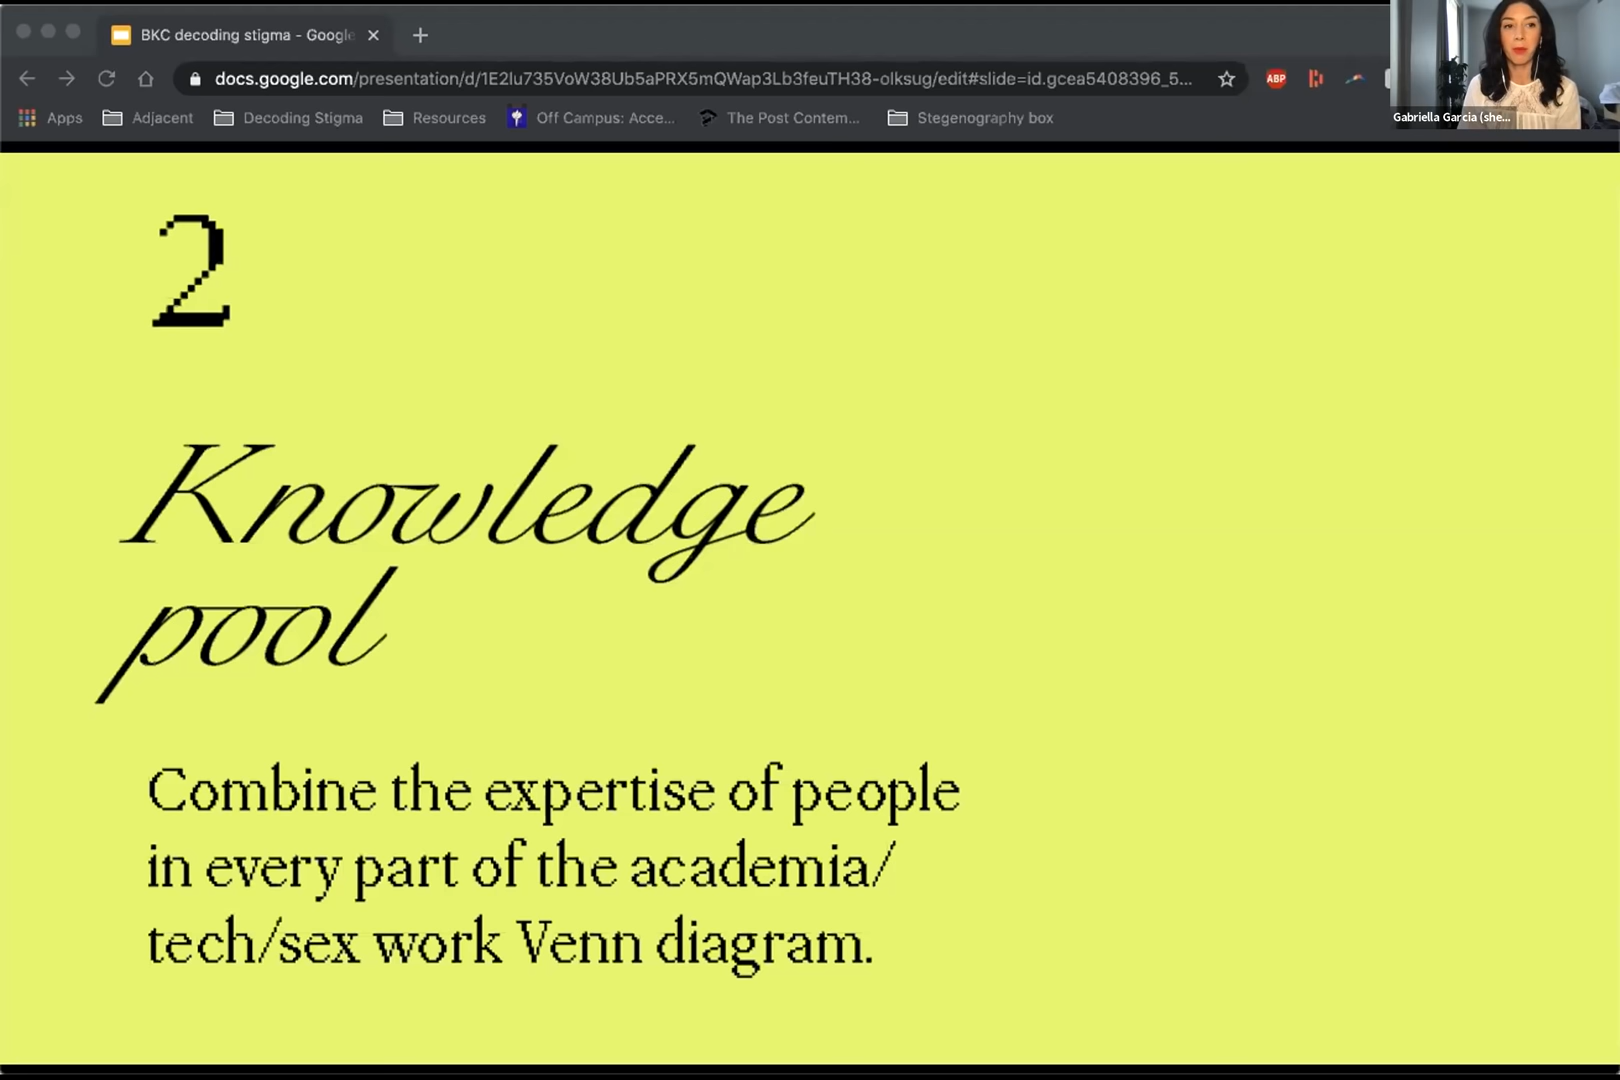 BKC decoding stigma - Google
docs.google.com/presentation/d/1E2lu735VoW38Ub5aPRX5mQWap3Lb3feuTH38-olksug/edit#slide=id.gcea5408396_5...
ABP
Apps
Adjacent
Decoding Stigma
Resources
Off Campus: Acce...
The Post Contem...
Stegenography box
Gabriella Garcia (she...
2
Knowledge
pool
Combine the expertise of people
in every part of the academia/
tech/sex work Venn diagram.